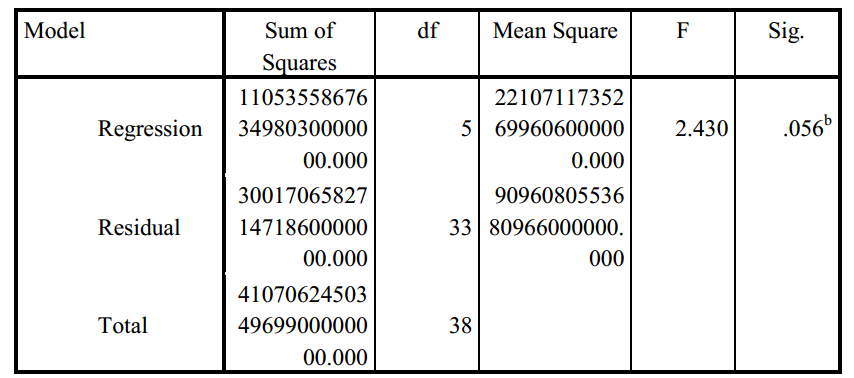 Model Sum of Squares df Mean Square F Sig.
11053558676 22107117352
Regression 34980300000 5 69960600000 2.430 .056b
00.000 0.000
30017065827 90960805536
Residual 14718600000 33 80966000000.
00.000 000
41070624503
Total 49699000000 38
00.000